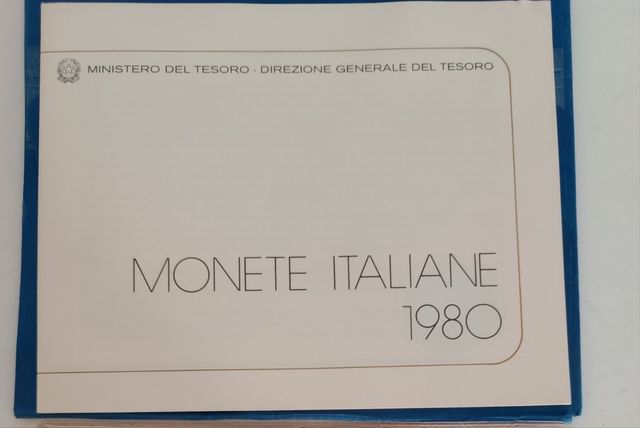 MINISTERO DEL TESORO - DIREZIONE GENERALE DEL TESORO
MONETE ITALIANE
1980